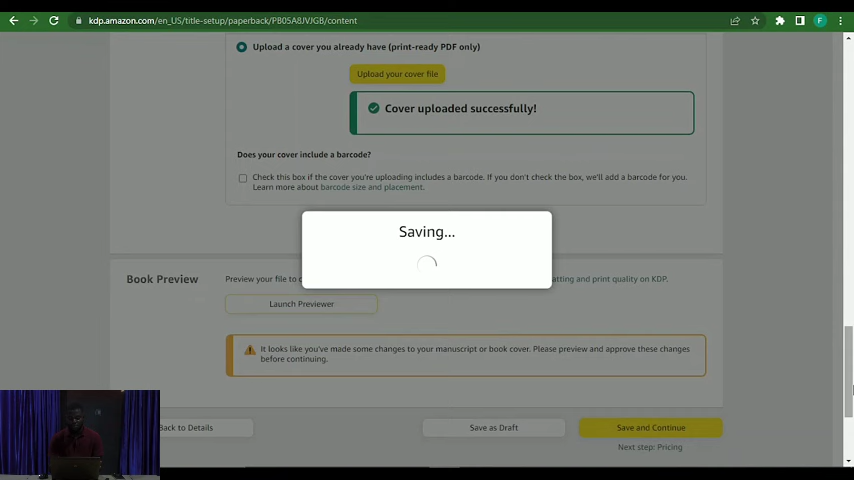 kdp.amazon.com/en_US/title-setup/paperback/PB0SA8JVJGB/content
F
Upload a cover you already have (print-ready PDF only)
Upload your cover file
Cover uploaded successfully!
Does your cover include a barcode?
Check this box if the cover you're uploading includes a barcode. If you don't check the box, we'll add a barcode for you.
Learn more about barcode size and placement.
Saving...
Book Preview
Preview your file to c
atting and print quality on KDP.
Launch Previewer
It looks like you've made some changes to your manuscript or book cover. Please preview and approve these changes
before continuing.
Back to Details
Save as Draft
Save and Continue
Next step: Pricing